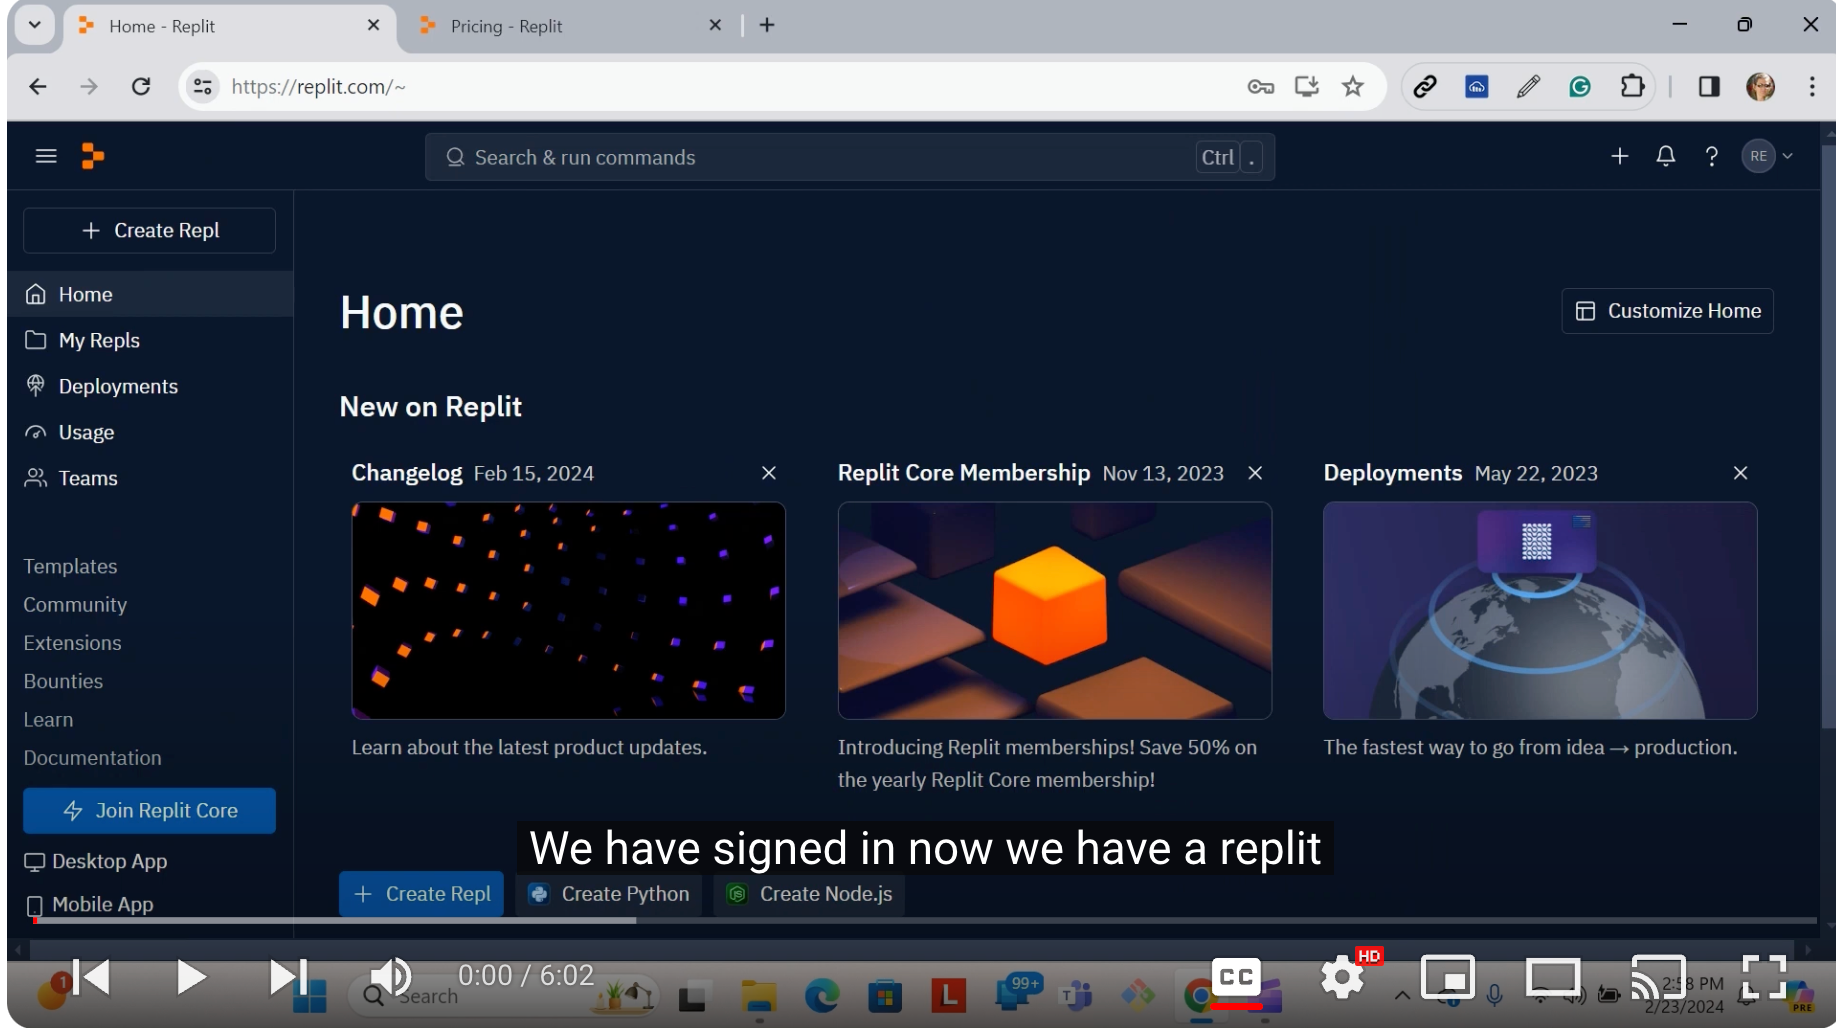 Home - Replit
Pricing - Replit
https://replit.com/~
Search & run commands
Ctrl .
RE
+ Create Repl
Home
My Repls
Deployments
Usage
Teams
Templates
Community
Extensions
Bounties
Learn
Documentation
Join Replit Core
Desktop App
Mobile App
Home
Customize Home
New on Replit
Changelog Feb 15, 2024
Learn about the latest product updates.
Replit Core Membership Nov 13, 2023
Introducing Replit memberships! Save 50% on
the yearly Replit Core membership!
Deployments May 22, 2023
The fastest way to go from idea → production.
We have signed in now we have a replit
+ Create Repl
Create Python
Create Node.js
0:00 / 6:02
CC
HD
1
Search
L
99+
2:58 PM
2/23/2024
PRE